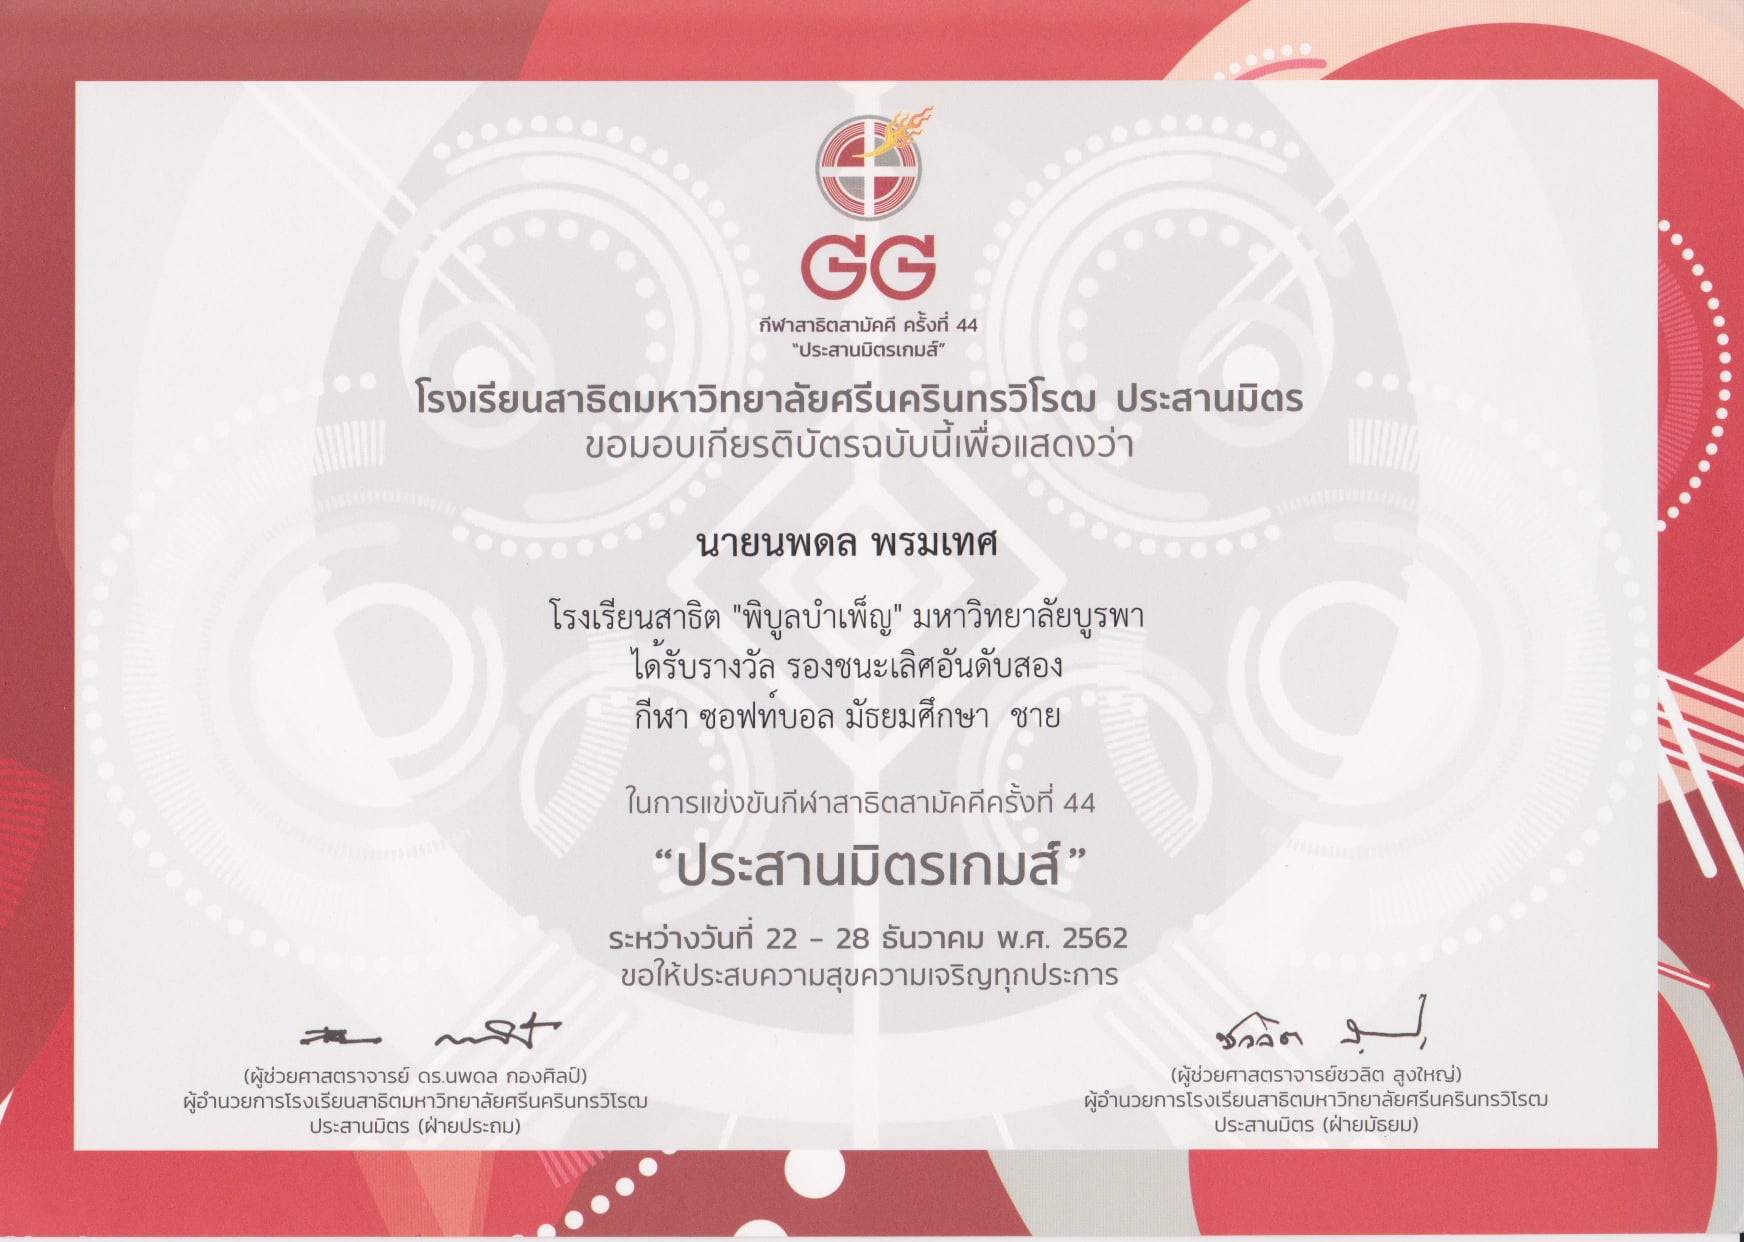 GG
กีฬาสาธิตสามัคคี ครั้งที่ 44
“ประสานมิตรเกมส์”
โรงเรียนสาธิตมหาวิทยาลัยศรีนครินทรวิโรฒ ประสานมิตร
ขอมอบเกียรติบัตรฉบับนี้เพื่อแสดงว่า
นายนพดล พรมเทศ
โรงเรียนสาธิต "พิบูลบำเพ็ญ" มหาวิทยาลัยบูรพา
ได้รับรางวัล รองชนะเลิศอันดับสอง
กีฬา ซอฟท์บอล มัธยมศึกษา ชาย
ในการแข่งขันกีฬาสาธิตสามัคคีครั้งที่ 44
“ประสานมิตรเกมส์”
ระหว่างวันที่ 22 – 28 ธันวาคม พ.ศ. 2562
ขอให้ประสบความสุขความเจริญทุกประการ
(ผู้ช่วยศาสตราจารย์ ดร.นพดล กองศิลป์)
ผู้อำนวยการโรงเรียนสาธิตมหาวิทยาลัยศรีนครินทรวิโรฒ
ประสานมิตร (ฝ่ายประถม)
ชวลิต
(ผู้ช่วยศาสตราจารย์ชวลิต สูงใหญ่)
ผู้อำนวยการโรงเรียนสาธิตมหาวิทยาลัยศรีนครินทรวิโรฒ
ประสานมิตร (ฝ่ายมัธยม)